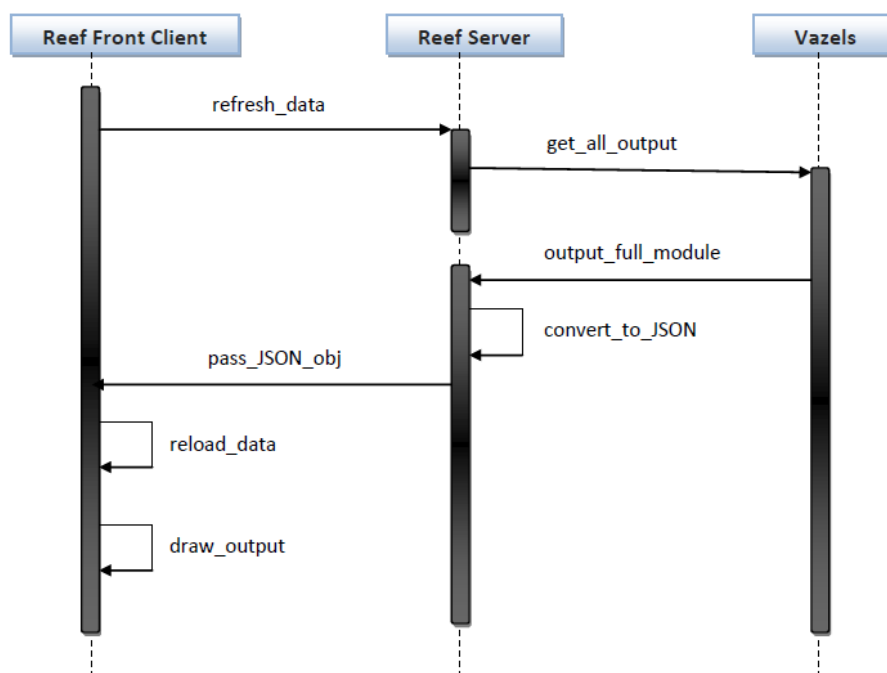 Reef Front Client
Reef Server
Vazels
refresh_data
get_all_output
output_full_module
convert_to_JSON
pass_JSON_obj
reload_data
draw_output